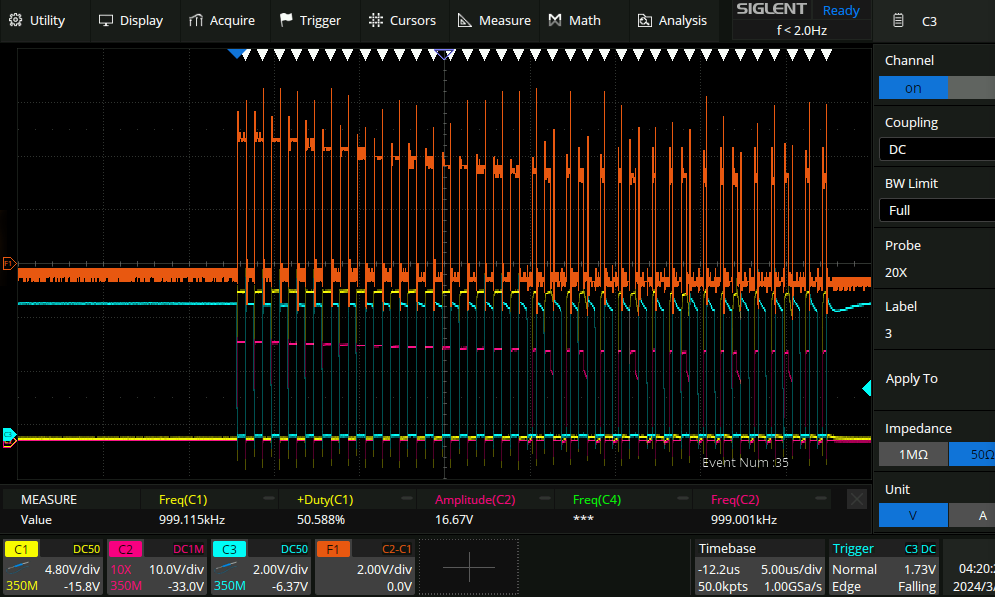 Utility Display Acquire Trigger Cursors Measure Math Analysis SIGLENT Ready C3
f < 2.0Hz
Channel
on
Coupling
DC
BW Limit
Full
Probe
20X
Label
3
Apply To
Impedance
1MΩ 50Ω
Unit
V A
F1
C3
Event Num :35
MEASURE Freq(C1) +Duty(C1) Amplitude(C2) Freq(C4) Freq(C2)
Value 999.115kHz 50.588% 16.67V *** 999.001kHz
C1 DC50 C2 DC1M C3 DC50 F1 C2-C1 Timebase Trigger C3 DC
4.80V/div 10X 10.0V/div 2.00V/div 2.00V/div -12.2us 5.00us/div Normal 1.73V 04:20:
350M -15.8V 350M -33.0V 350M -6.37V 0.0V 50.0kpts 1.00GSa/s Edge Falling 2024/3